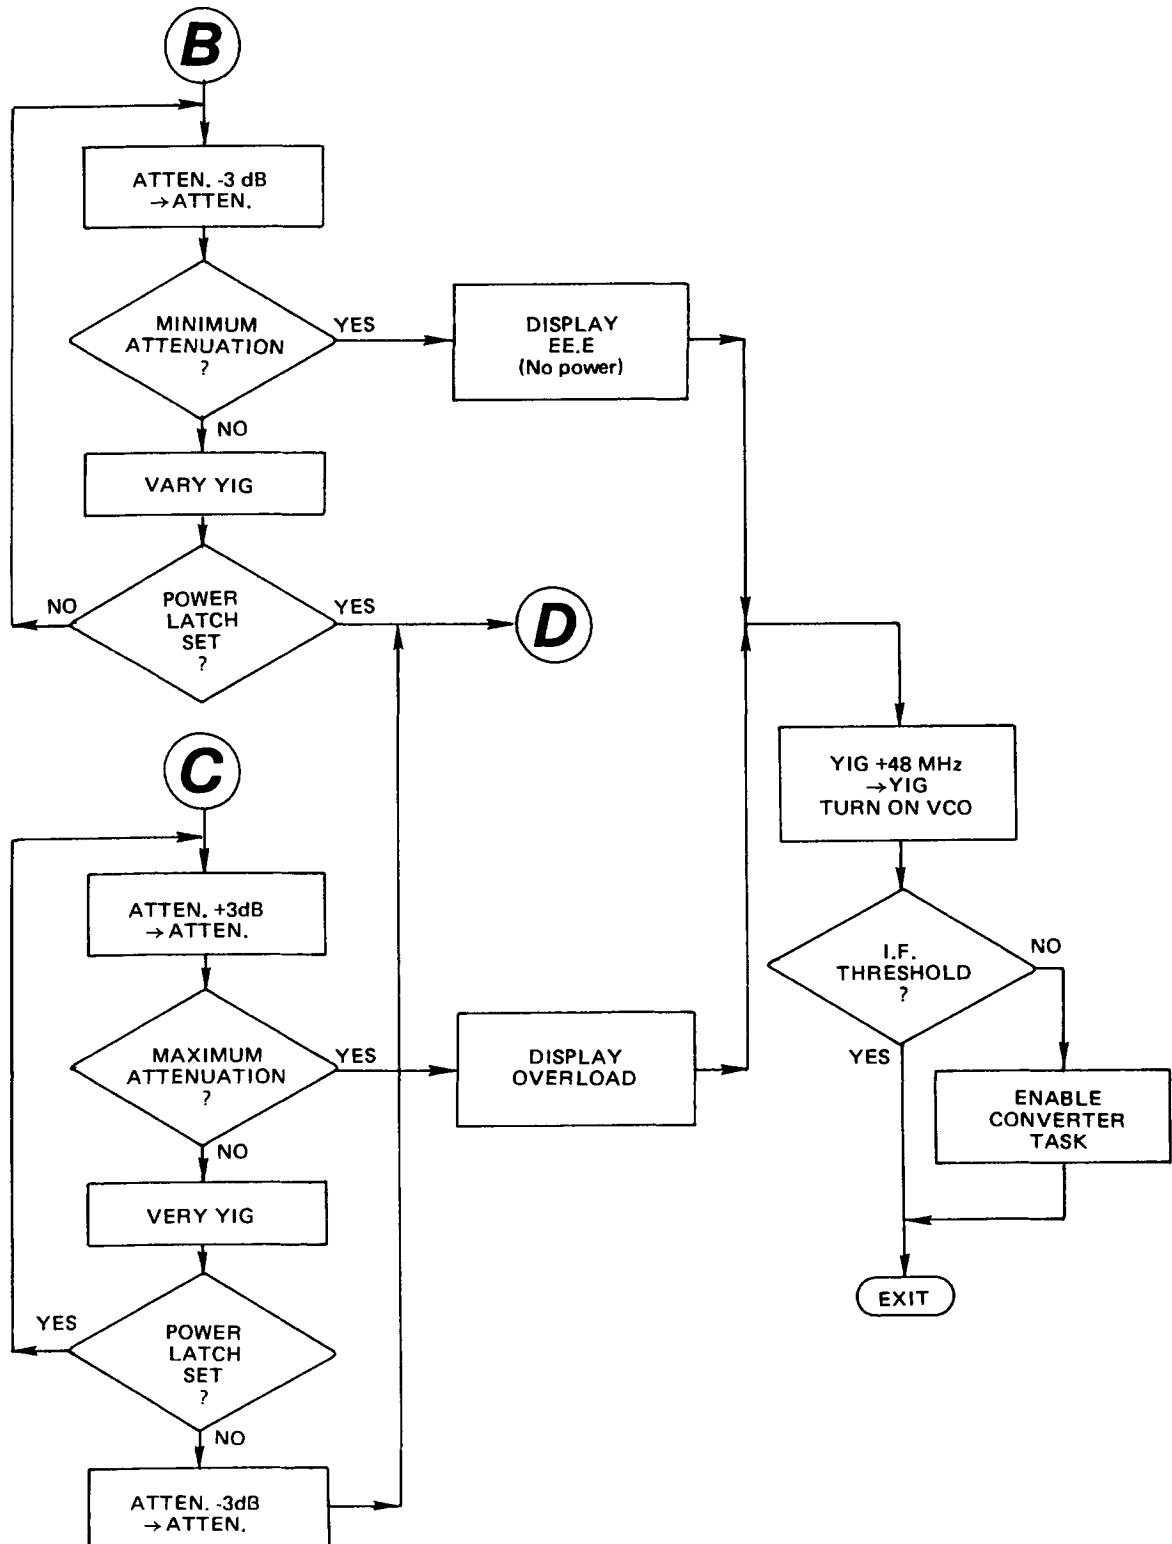 B
ATTEN. -3 dB
→ATTEN.
MINIMUM
ATTENUATION
?
YES
DISPLAY
EE.E
(No power)
NO
VARY YIG
POWER
LATCH
SET
?
NO
YES
D
C
ATTEN. +3dB
→ATTEN.
MAXIMUM
ATTENUATION
?
YES
DISPLAY
OVERLOAD
NO
VERY YIG
POWER
LATCH
SET
?
YES
NO
ATTEN. -3dB
→ATTEN.
YIG +48 MHz
→YIG
TURN ON VCO
I.F.
THRESHOLD
?
NO
YES
ENABLE
CONVERTER
TASK
EXIT